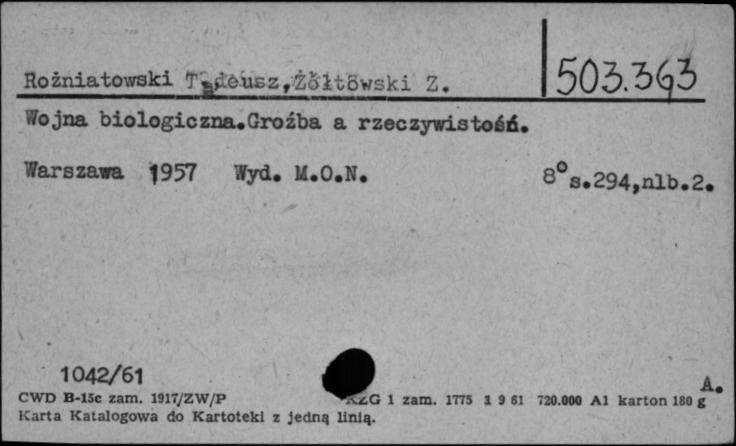 Rożniatowski Tadeusz,Żółtowski Z.
503.363
Wojna biologiczna.Groźba a rzeczywistość.
Warszawa 1957 Wyd. M.O.N.
8° s.294,nlb.2.
1042/61
A.
CWD B-15c zam. 1917/ZW/P KZG 1 zam. 1775 1 9 61 720.000 A1 karton 180 g
Karta Katalogowa do Kartoteki z jedną linią.